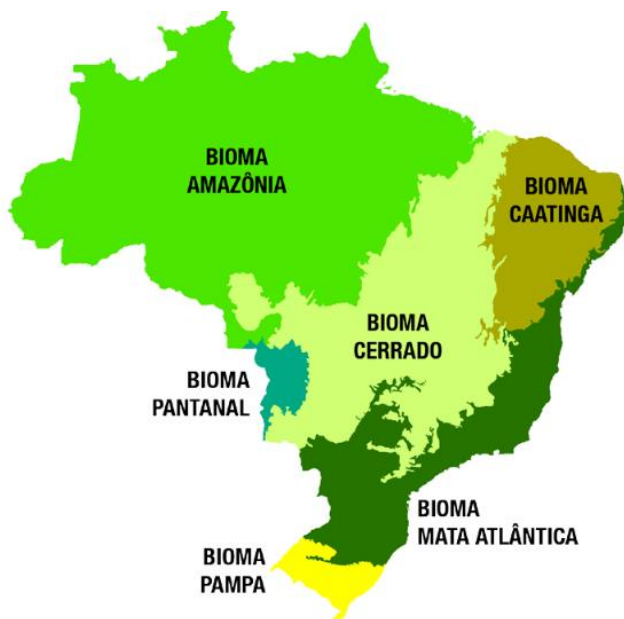 BIOMA
AMAZÔNIA
BIOMA
CAATINGA
BIOMA
CERRADO
BIOMA
PANTANAL
BIOMA
MATA ATLÂNTICA
BIOMA
PAMPA